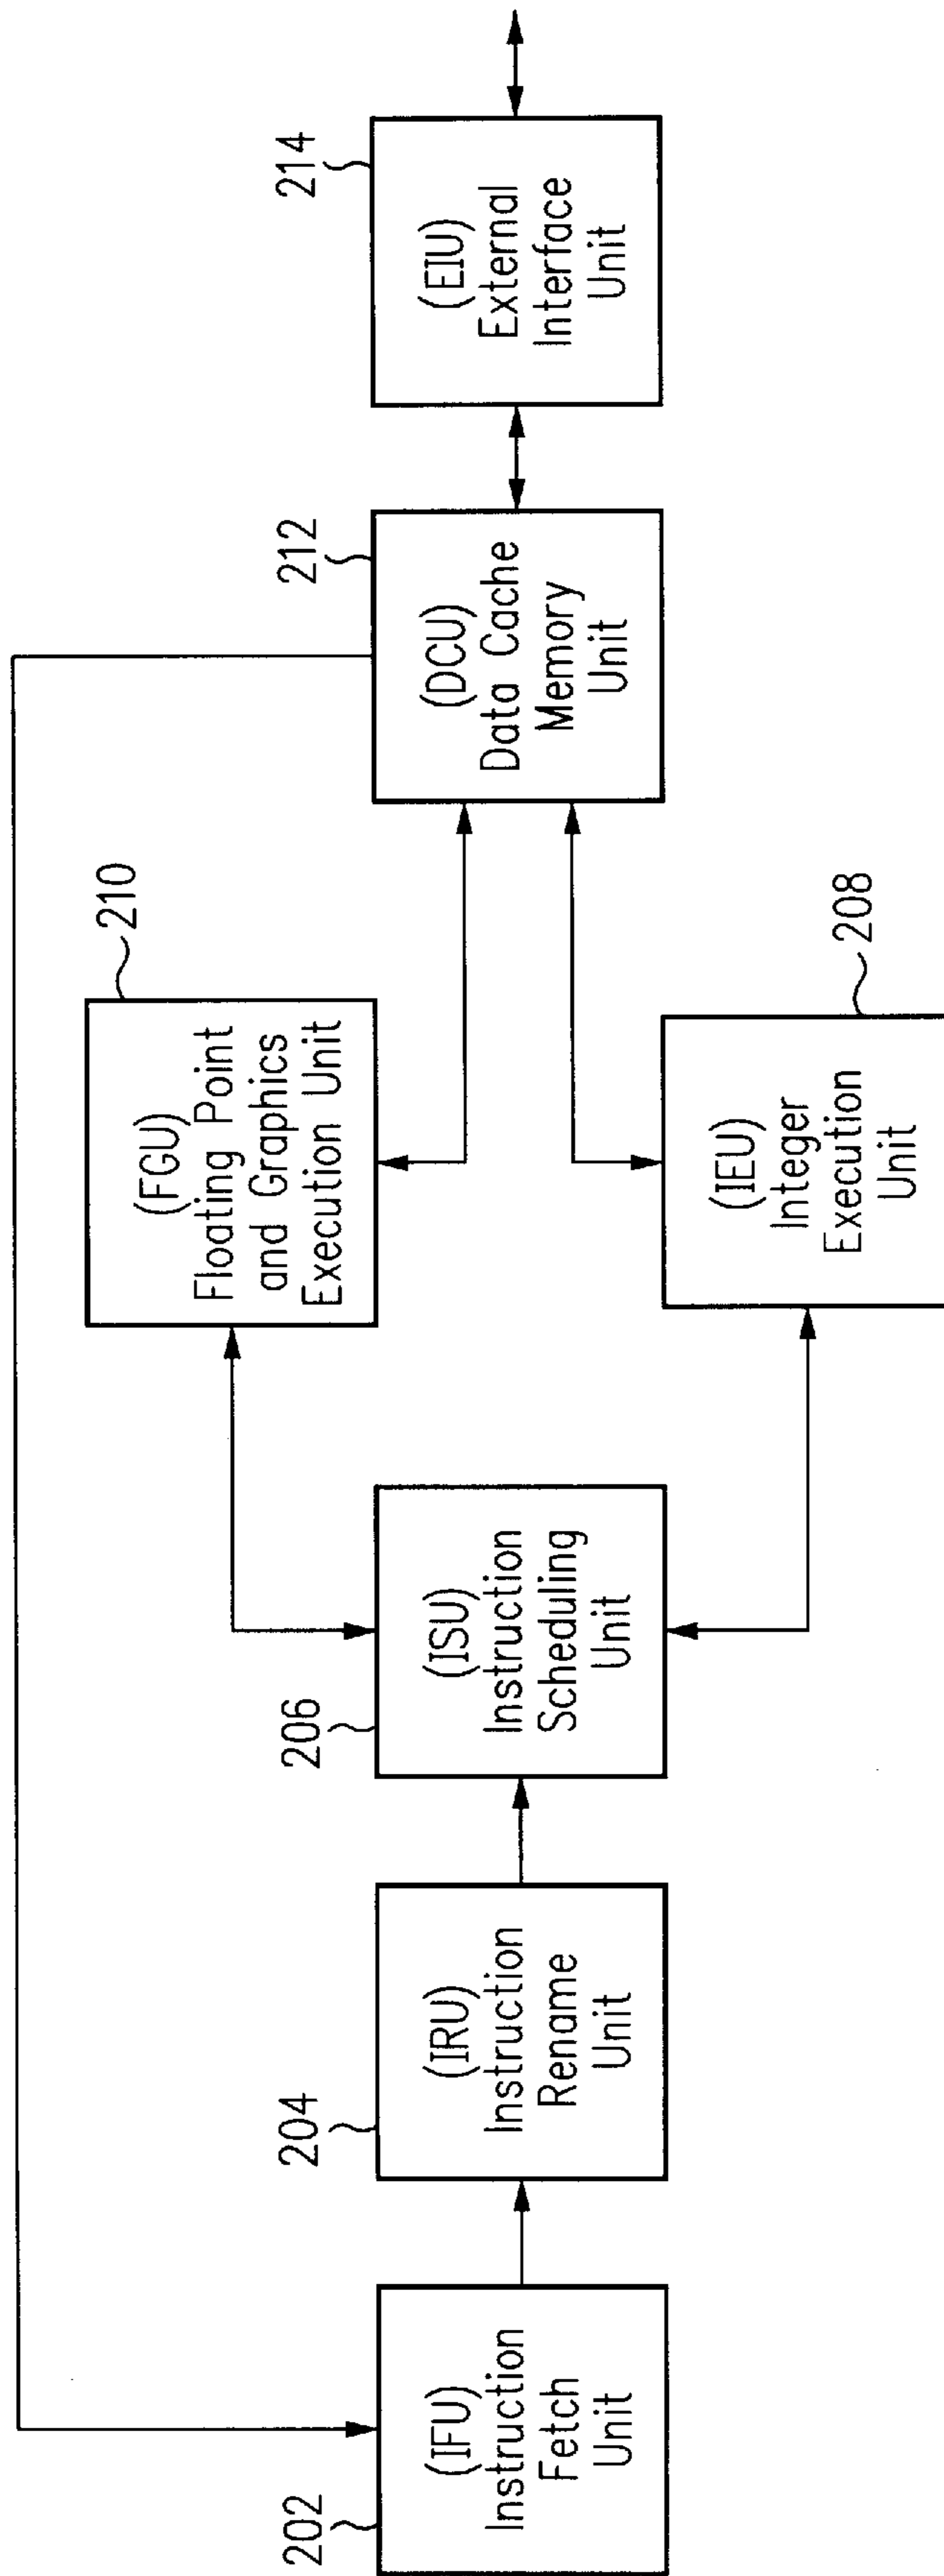 202
(IFU)
Instruction
Fetch
Unit
204
(IRU)
Instruction
Rename
Unit
206
(ISU)
Instruction
Scheduling
Unit
210
(FGU)
Floating Point
and Graphics
Execution Unit
208
(IEU)
Integer
Execution
Unit
212
(DCU)
Data Cache
Memory
Unit
214
(EIU)
External
Interface
Unit